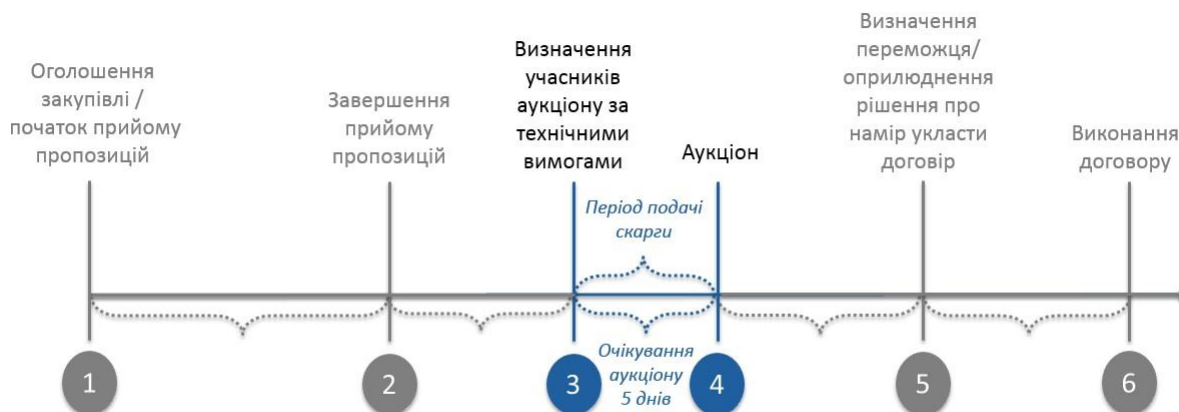 Оголошення
закупівлі /
початок прийому
пропозицій
Завершення
прийому
пропозицій
Визначення
учасників
аукціону за
технічними
вимогами
Аукціон
Визначення
переможця/
оприлюднення
рішення про
намір укласти
договір
Виконання
договору
Період подачі
скарги
Очікування
аукціону
5 днів
1
2
3
4
5
6